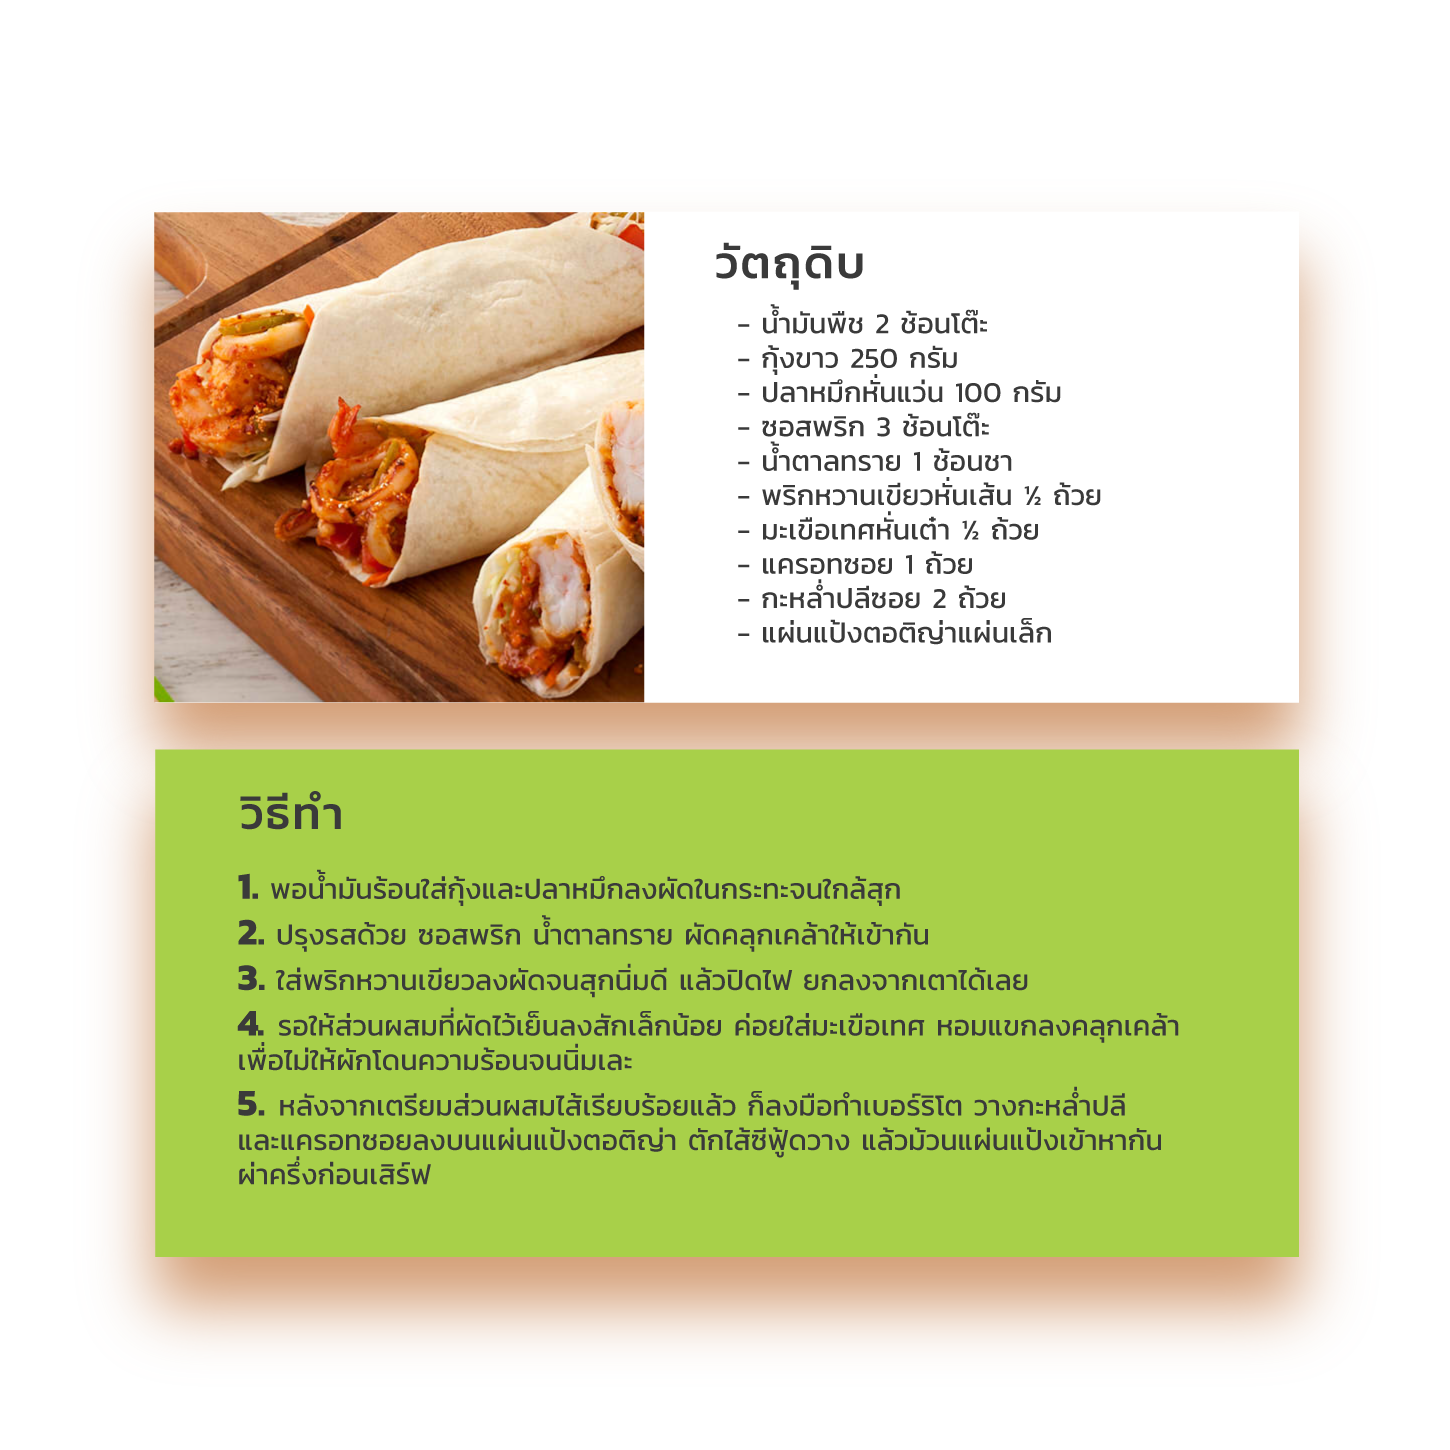 วัตถุดิบ
- น้ำมันพืช 2 ช้อนโต๊ะ
- กุ้งขาว 250 กรัม
- ปลาหมึกหั่นแว่น 100 กรัม
- ซอสพริก 3 ช้อนโต๊ะ
- น้ำตาลทราย 1 ช้อนชา
- พริกหวานเขียวหั่นเส้น ½ ถ้วย
- มะเขือเทศหั่นเต๋า ½ ถ้วย
- แครอทซอย 1 ถ้วย
- กะหล่ำปลีซอย 2 ถ้วย
- แผ่นแป้งตอติญ่าแผ่นเล็ก
วิธีทำ
1. พอน้ำมันร้อนใส่กุ้งและปลาหมึกลงผัดในกระทะจนใกล้สุก
2. ปรุงรสด้วย ซอสพริก น้ำตาลทราย ผัดคลุกเคล้าให้เข้ากัน
3. ใส่พริกหวานเขียวลงผัดจนสุกนิ่มดี แล้วปิดไฟ ยกลงจากเตาได้เลย
4. รอให้ส่วนผสมที่ผัดไว้เย็นลงสักเล็กน้อย ค่อยใส่มะเขือเทศ หอมแขกลงคลุกเคล้า
เพื่อไม่ให้ผักโดนความร้อนจนนิ่มเละ
5. หลังจากเตรียมส่วนผสมไส้เรียบร้อยแล้ว ก็ลงมือทำเบอร์ริโต วางกะหล่ำปลี
และแครอทซอยลงบนแผ่นแป้งตอติญ่า ตักไส้ซีฟู้ดวาง แล้วม้วนแผ่นแป้งเข้าหากัน
ผ่าครึ่งก่อนเสิร์ฟ